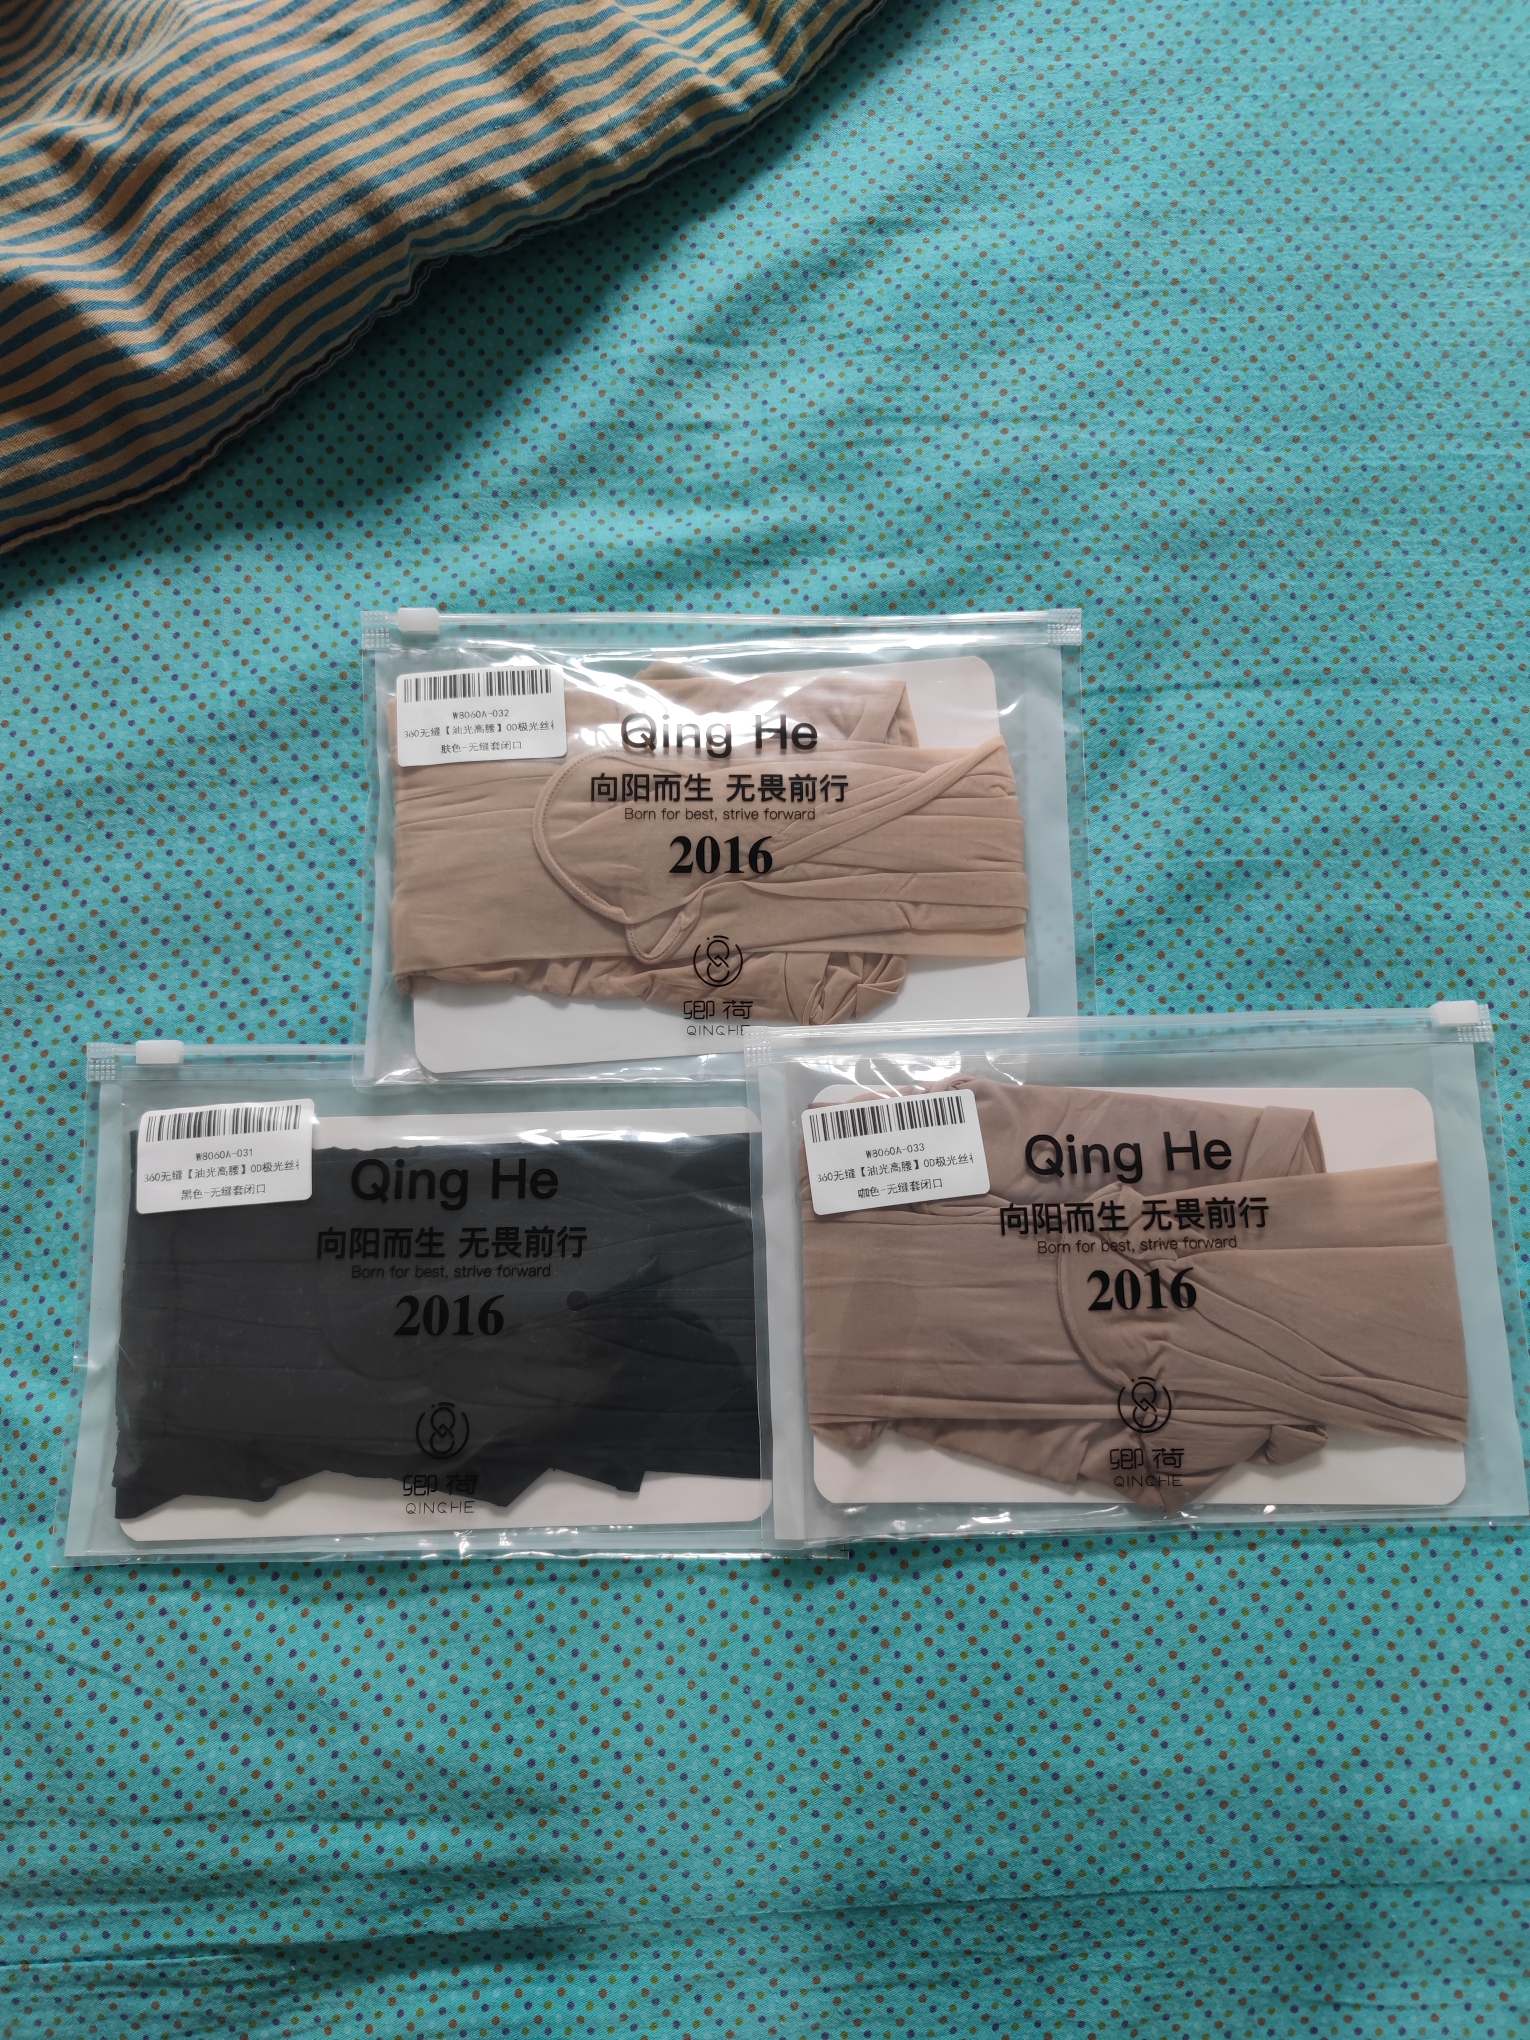 W8060A-032
360无缝【油光高腰】0D极光丝
肤色-无缝套闭口
Qing He
向阳而生 无畏前行
Born for best, strive forward
2016
卿荷
QINGHE
W8060A-031
360无缝【油光高腰】0D极光丝
黑色-无缝套闭口
Qing He
向阳而生 无畏前行
Born for best, strive forward
2016
卿荷
QINGHE
W8060A-033
360无缝【油光高腰】0D极光丝
咖色-无缝套闭口
Qing He
向阳而生 无畏前行
Born for best, strive forward
2016
卿荷
QINGHE